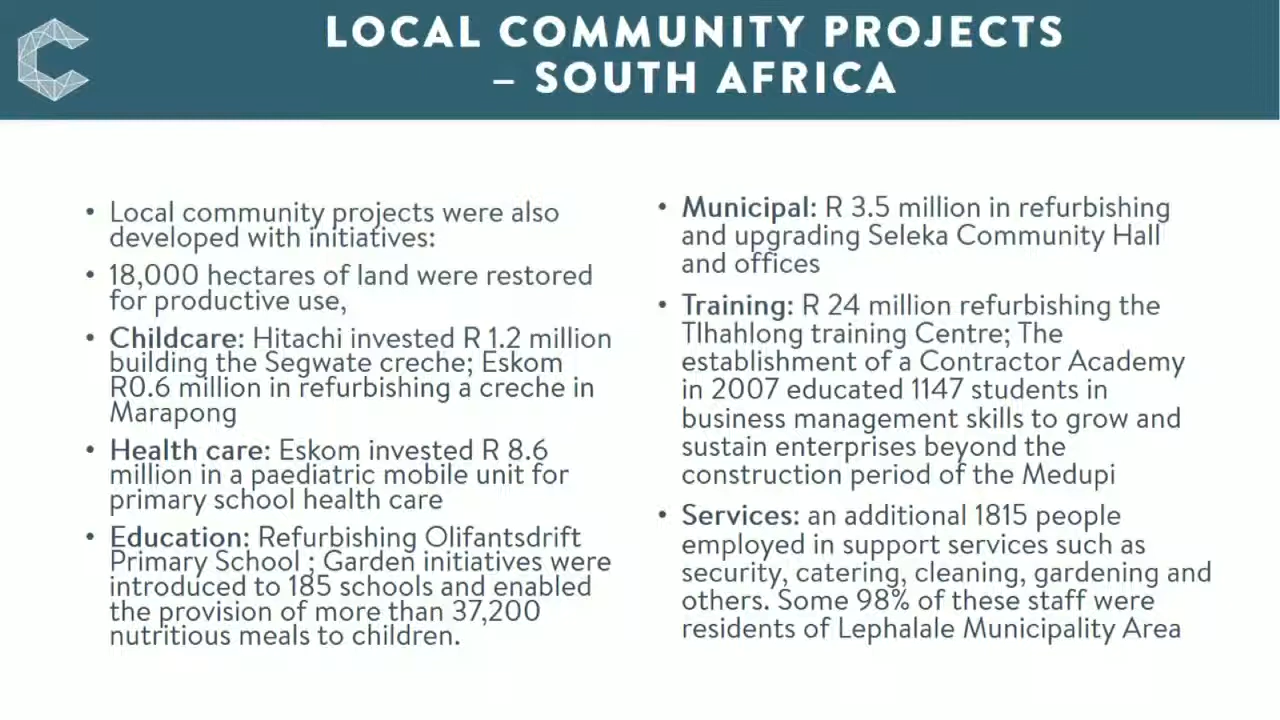 LOCAL COMMUNITY PROJECTS
– SOUTH AFRICA
• Local community projects were also
developed with initiatives:
• 18,000 hectares of land were restored
for productive use,
• Childcare: Hitachi invested R 1.2 million
building the Segwate creche; Eskom
R0.6 million in refurbishing a creche in
Marapong
• Health care: Eskom invested R 8.6
million in a paediatric mobile unit for
primary school health care
• Education: Refurbishing Olifantsdrift
Primary School ; Garden initiatives were
introduced to 185 schools and enabled
the provision of more than 37,200
nutritious meals to children.
• Municipal: R 3.5 million in refurbishing
and upgrading Seleka Community Hall
and offices
• Training: R 24 million refurbishing the
Tlhahlong training Centre; The
establishment of a Contractor Academy
in 2007 educated 1147 students in
business management skills to grow and
sustain enterprises beyond the
construction period of the Medupi
• Services: an additional 1815 people
employed in support services such as
security, catering, cleaning, gardening and
others. Some 98% of these staff were
residents of Lephalale Municipality Area